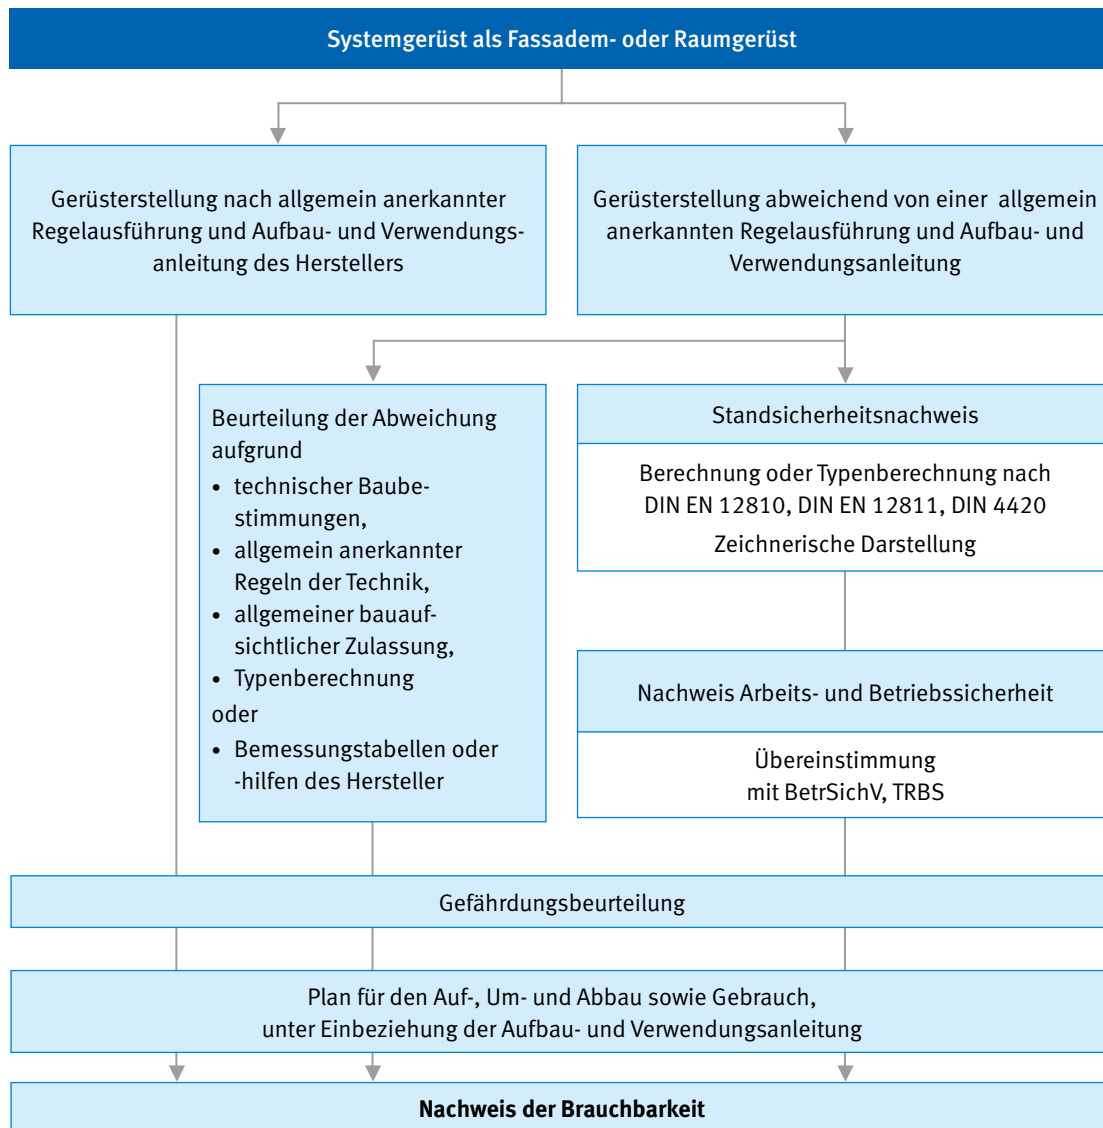 Systemgerüst als Fassadem- oder Raumgerüst
Gerüsterstellung nach allgemein anerkannter
Regelausführung und Aufbau- und Verwendungs-
anleitung des Herstellers
Gerüsterstellung abweichend von einer allgemein
anerkannten Regelausführung und Aufbau- und
Verwendungsanleitung
Beurteilung der Abweichung
aufgrund
• technischer Baube-
stimmungen,
• allgemein anerkannter
Regeln der Technik,
• allgemeiner bauauf-
sichtlicher Zulassung,
• Typenberechnung
oder
• Bemessungstabellen oder
-hilfen des Hersteller
Standsicherheitsnachweis
Berechnung oder Typenberechnung nach
DIN EN 12810, DIN EN 12811, DIN 4420
Zeichnerische Darstellung
Nachweis Arbeits- und Betriebssicherheit
Übereinstimmung
mit BetrSichV, TRBS
Gefährdungsbeurteilung
Plan für den Auf-, Um- und Abbau sowie Gebrauch,
unter Einbeziehung der Aufbau- und Verwendungsanleitung
Nachweis der Brauchbarkeit